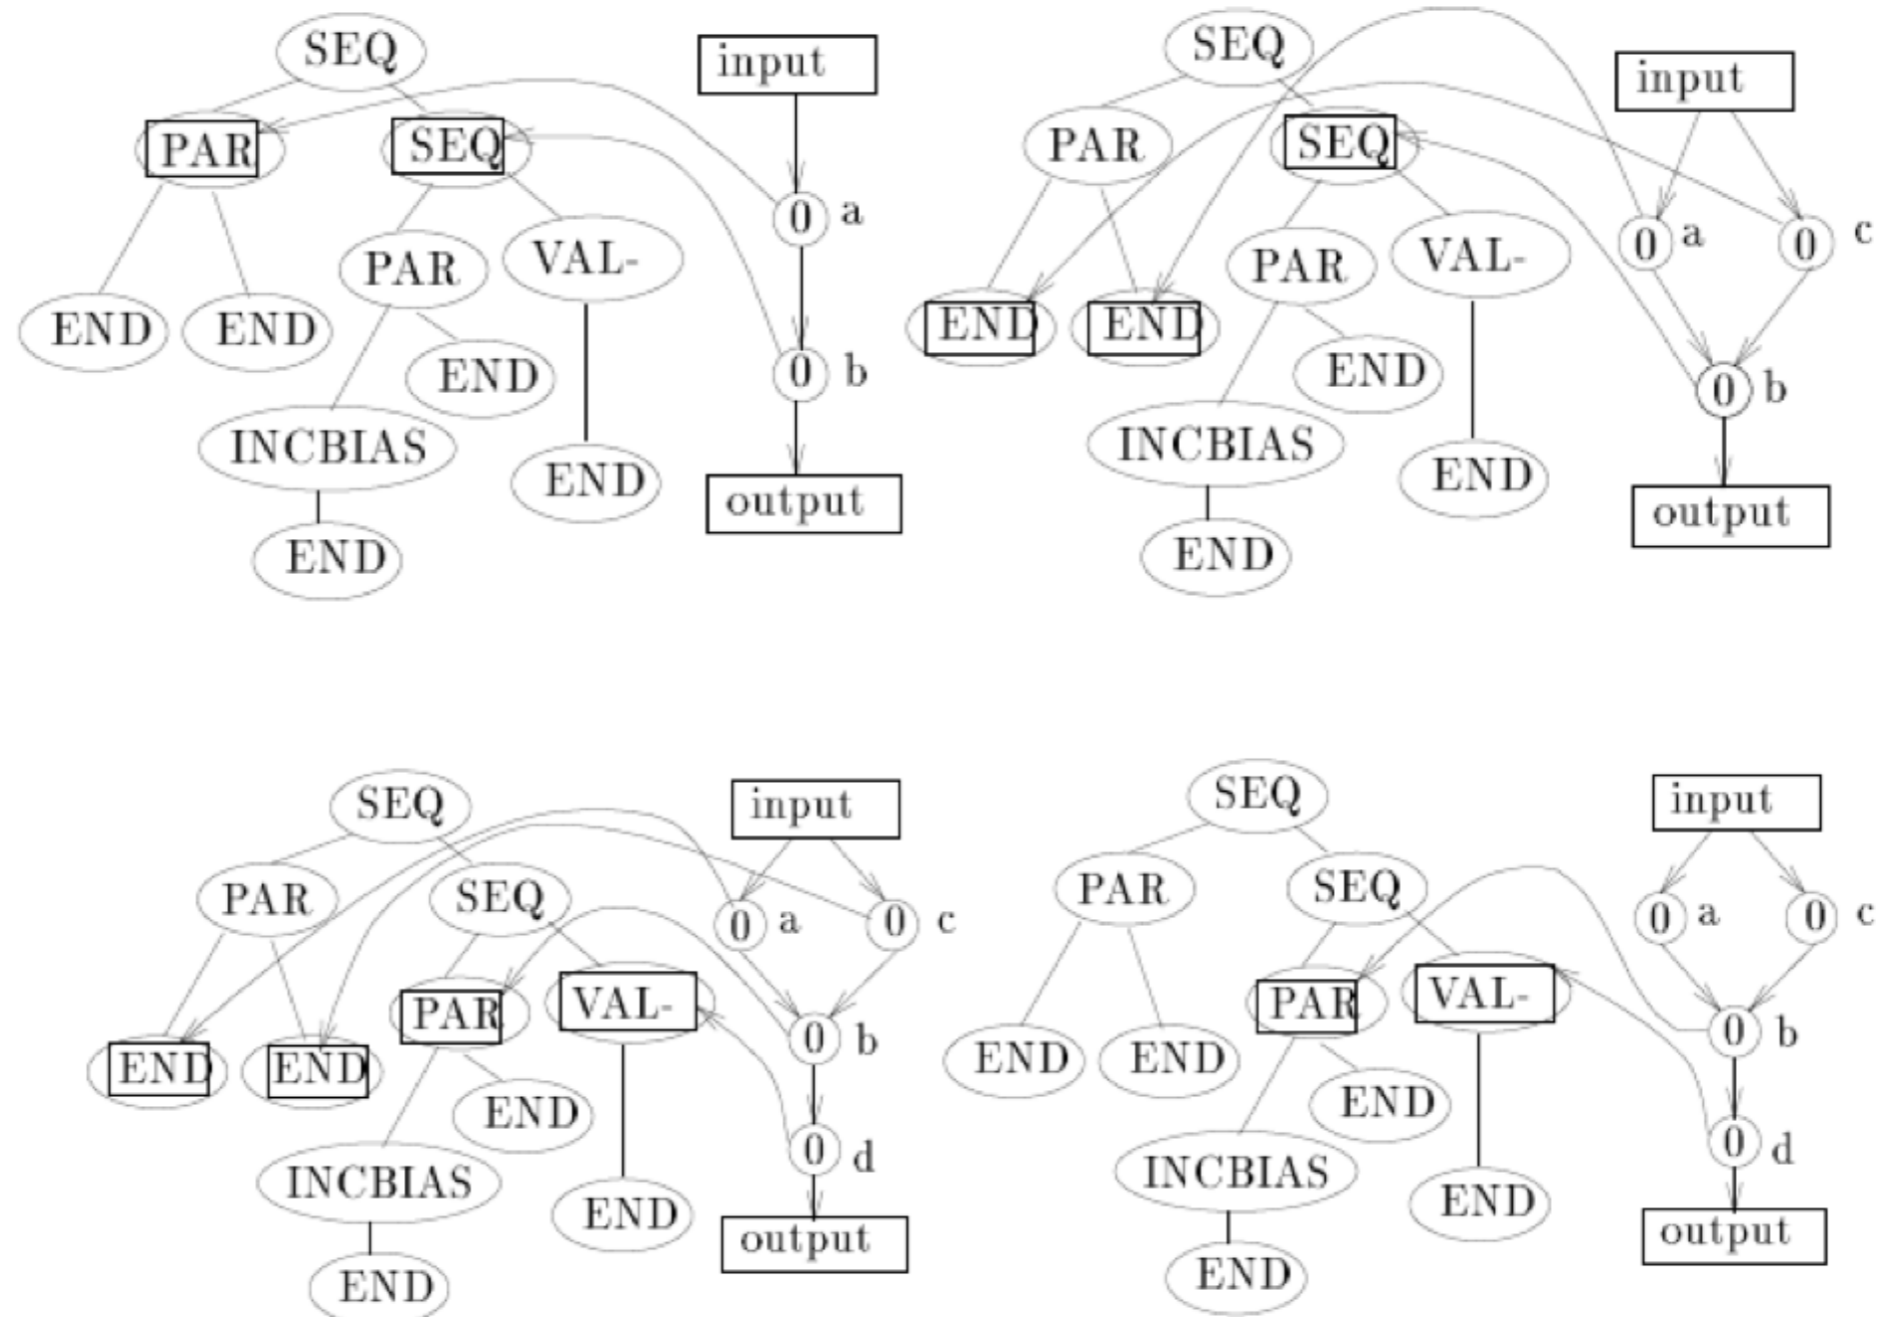 SEQ
input
PAR
SEQ
0 a
PAR
VAL-
END
END
END
0 b
INCBIAS
END
output
END
SEQ
input
PAR
SEQ
0 a
0 c
PAR
VAL-
END
END
END
0 b
INCBIAS
END
output
END
SEQ
input
PAR
SEQ
0 a
0 c
PAR
VAL-
0 b
END
END
END
0 d
INCBIAS
END
output
END
SEQ
input
PAR
SEQ
0 a
0 c
PAR
VAL-
0 b
END
END
END
0 d
INCBIAS
END
output
END